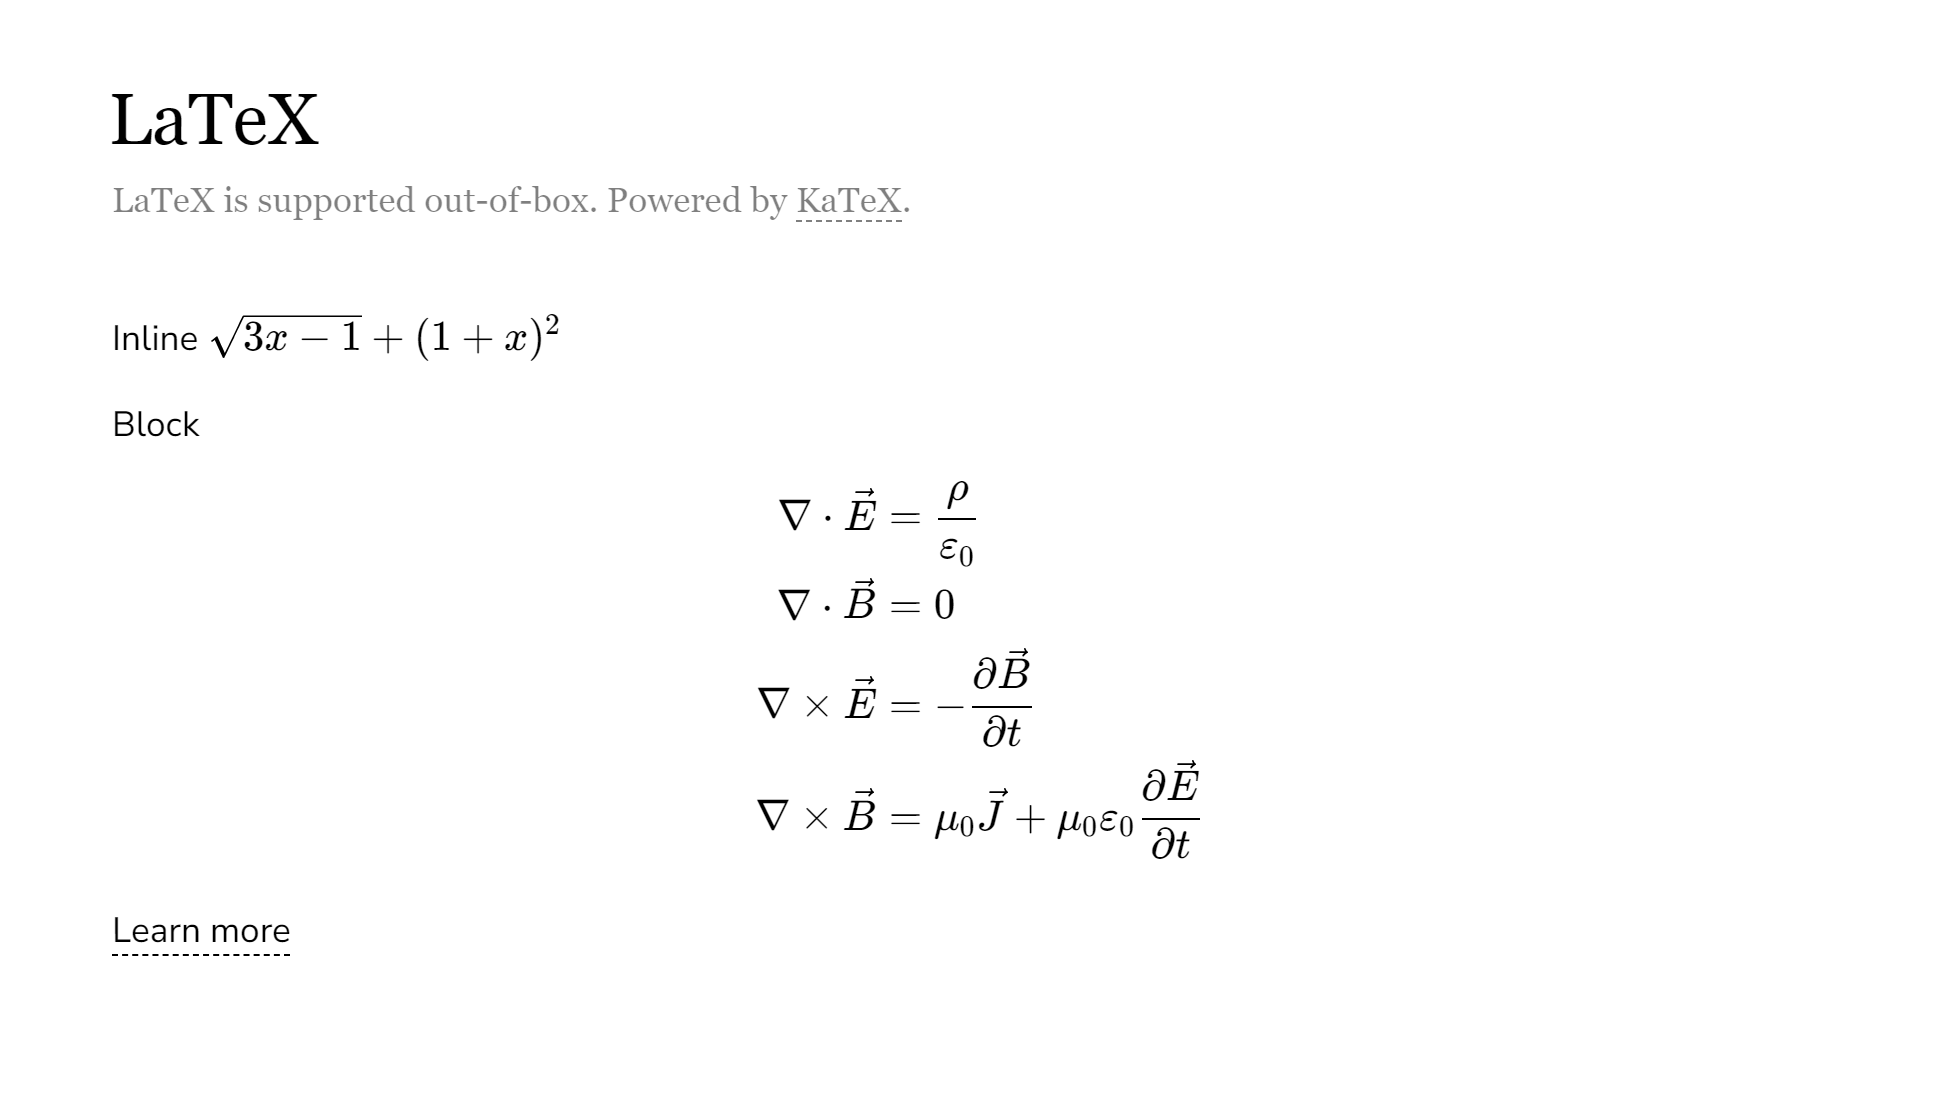 LaTeX
LaTeX is supported out-of-box. Powered by KaTeX.
Inline √(3x − 1) + (1 + x)²
Block
∇ · E⃗ = ρ/ε₀
∇ · B⃗ = 0
∇ × E⃗ = −∂B⃗/∂t
∇ × B⃗ = μ₀J⃗ + μ₀ε₀ ∂E⃗/∂t
Learn more